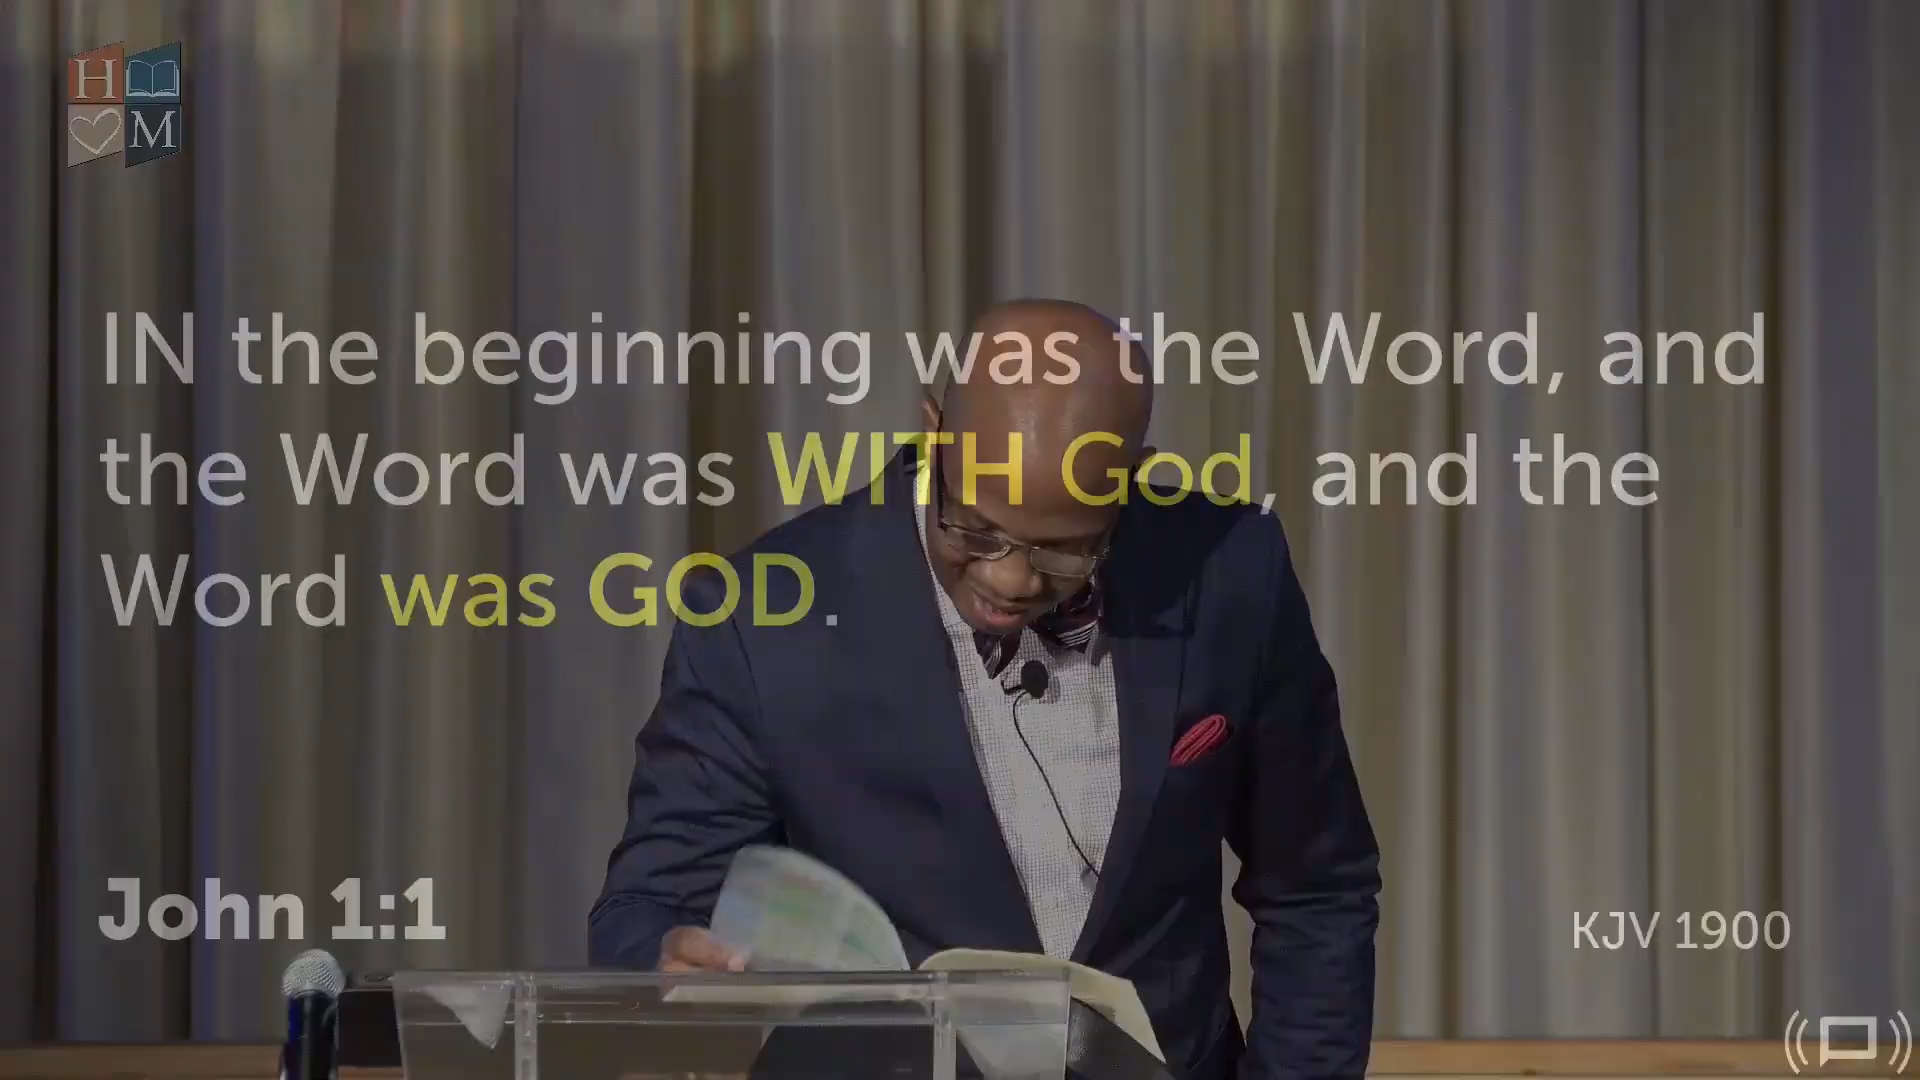 H
M
IN the beginning was the Word, and
the Word was WITH God, and the
Word was GOD.
John 1:1
KJV 1900